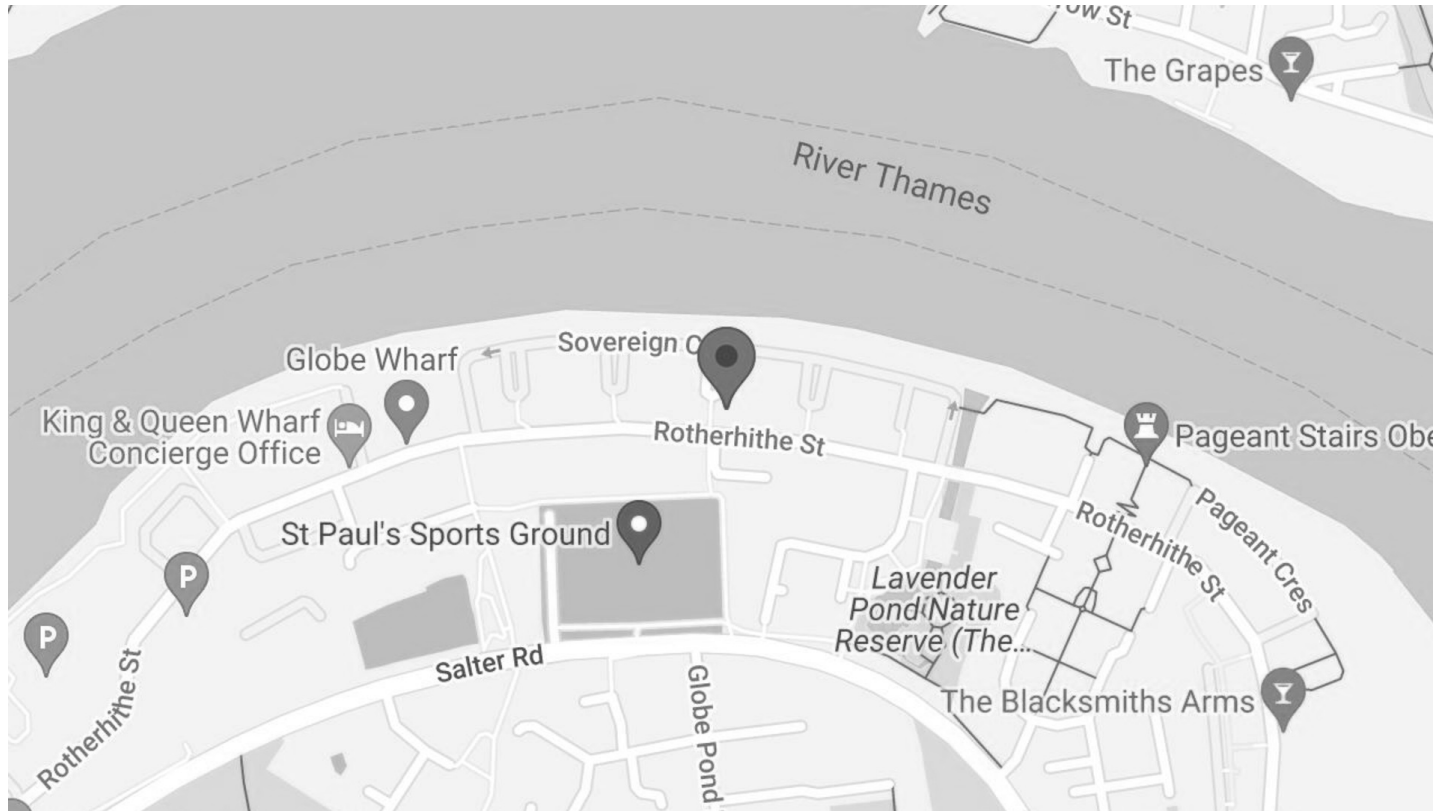 ow St
The Grapes
River Thames
Sovereign C
Globe Wharf
King & Queen Wharf
Concierge Office
Rotherhithe St
Pageant Stairs Obe
Pageant Cres
Rotherhithe St
St Paul's Sports Ground
P
Lavender
Pond Nature
Reserve (The...
P
Salter Rd
Rotherhithe St
Globe Pond
The Blacksmiths Arms